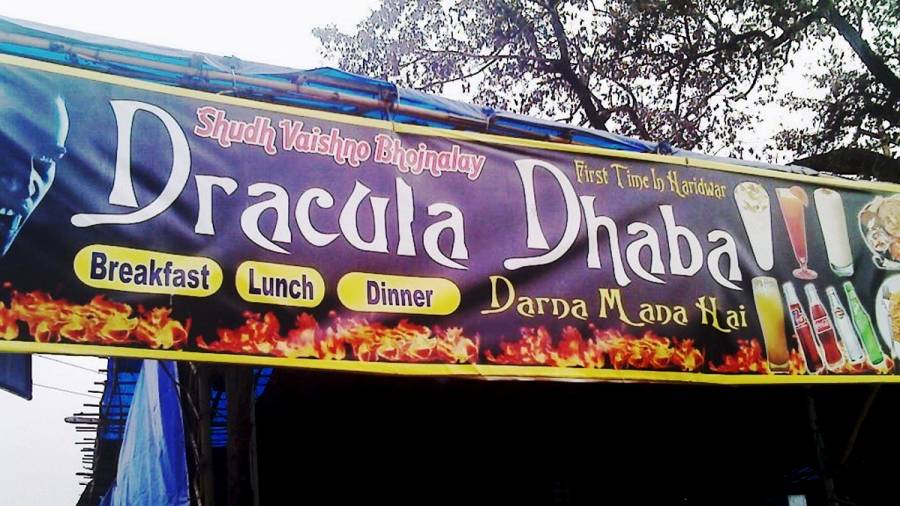 Shudh Vaishno Bhojnalay
Dracula Dhaba
First Time In Haridwar
Breakfast Lunch Dinner
Darna Mana Hai